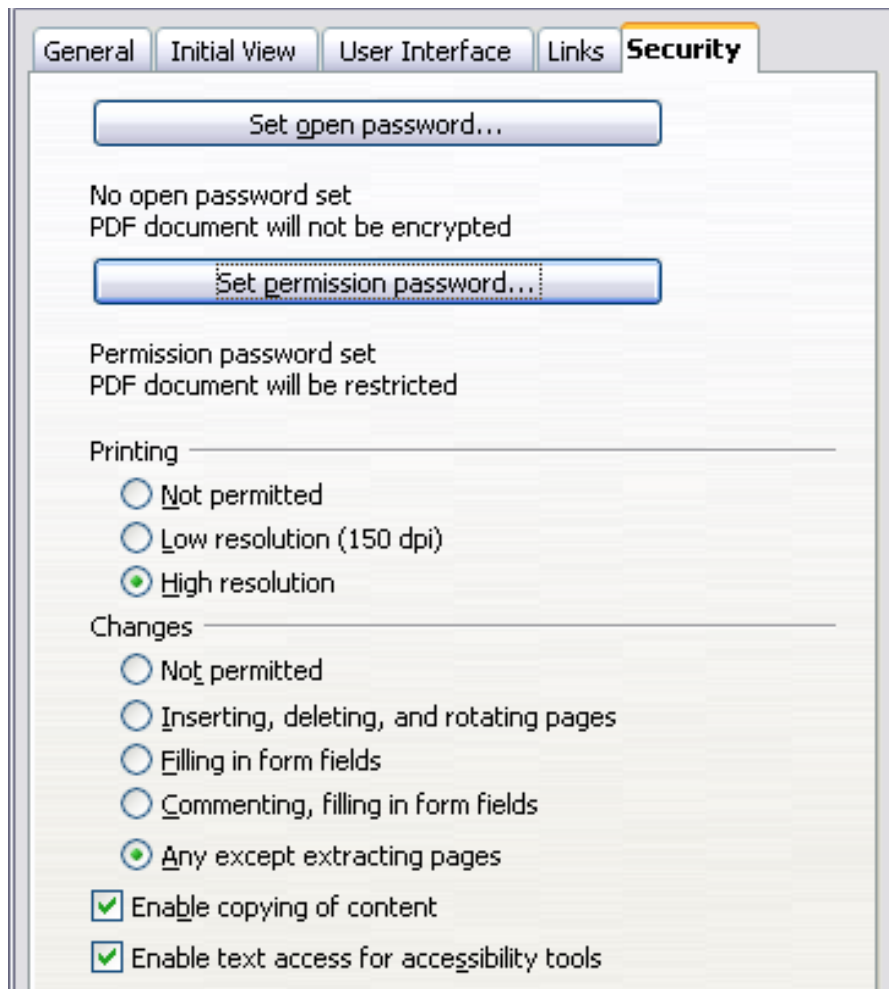 General Initial View User Interface Links Security
Set open password...
No open password set
PDF document will not be encrypted
Set permission password...
Permission password set
PDF document will be restricted
Printing
Not permitted
Low resolution (150 dpi)
High resolution
Changes
Not permitted
Inserting, deleting, and rotating pages
Filling in form fields
Commenting, filling in form fields
Any except extracting pages
Enable copying of content
Enable text access for accessibility tools